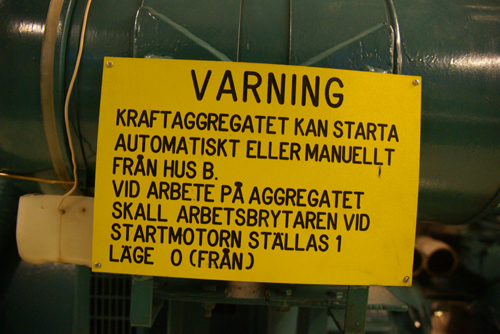 VARNING
KRAFTAGGREGATET KAN STARTA
AUTOMATISKT ELLER MANUELLT
FRÅN HUS B.
VID ARBETE PÅ AGGREGATET
SKALL ARBETSBRYTAREN VID
STARTMOTORN STÄLLAS 1
LÄGE O (FRÅN)